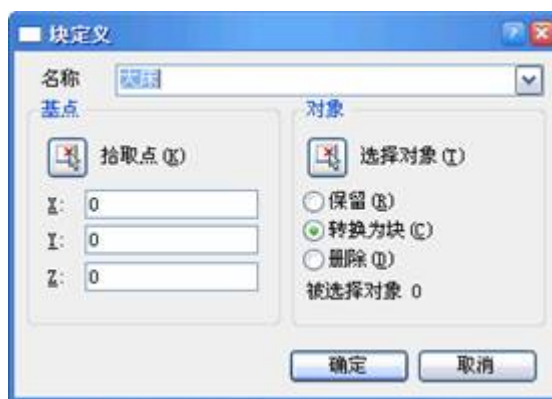 块定义
名称
大床
基点
拾取点(K)
X: 0
Y: 0
Z: 0
对象
选择对象(T)
保留(R)
转换为块(C)
删除(D)
被选择对象 0
确定
取消